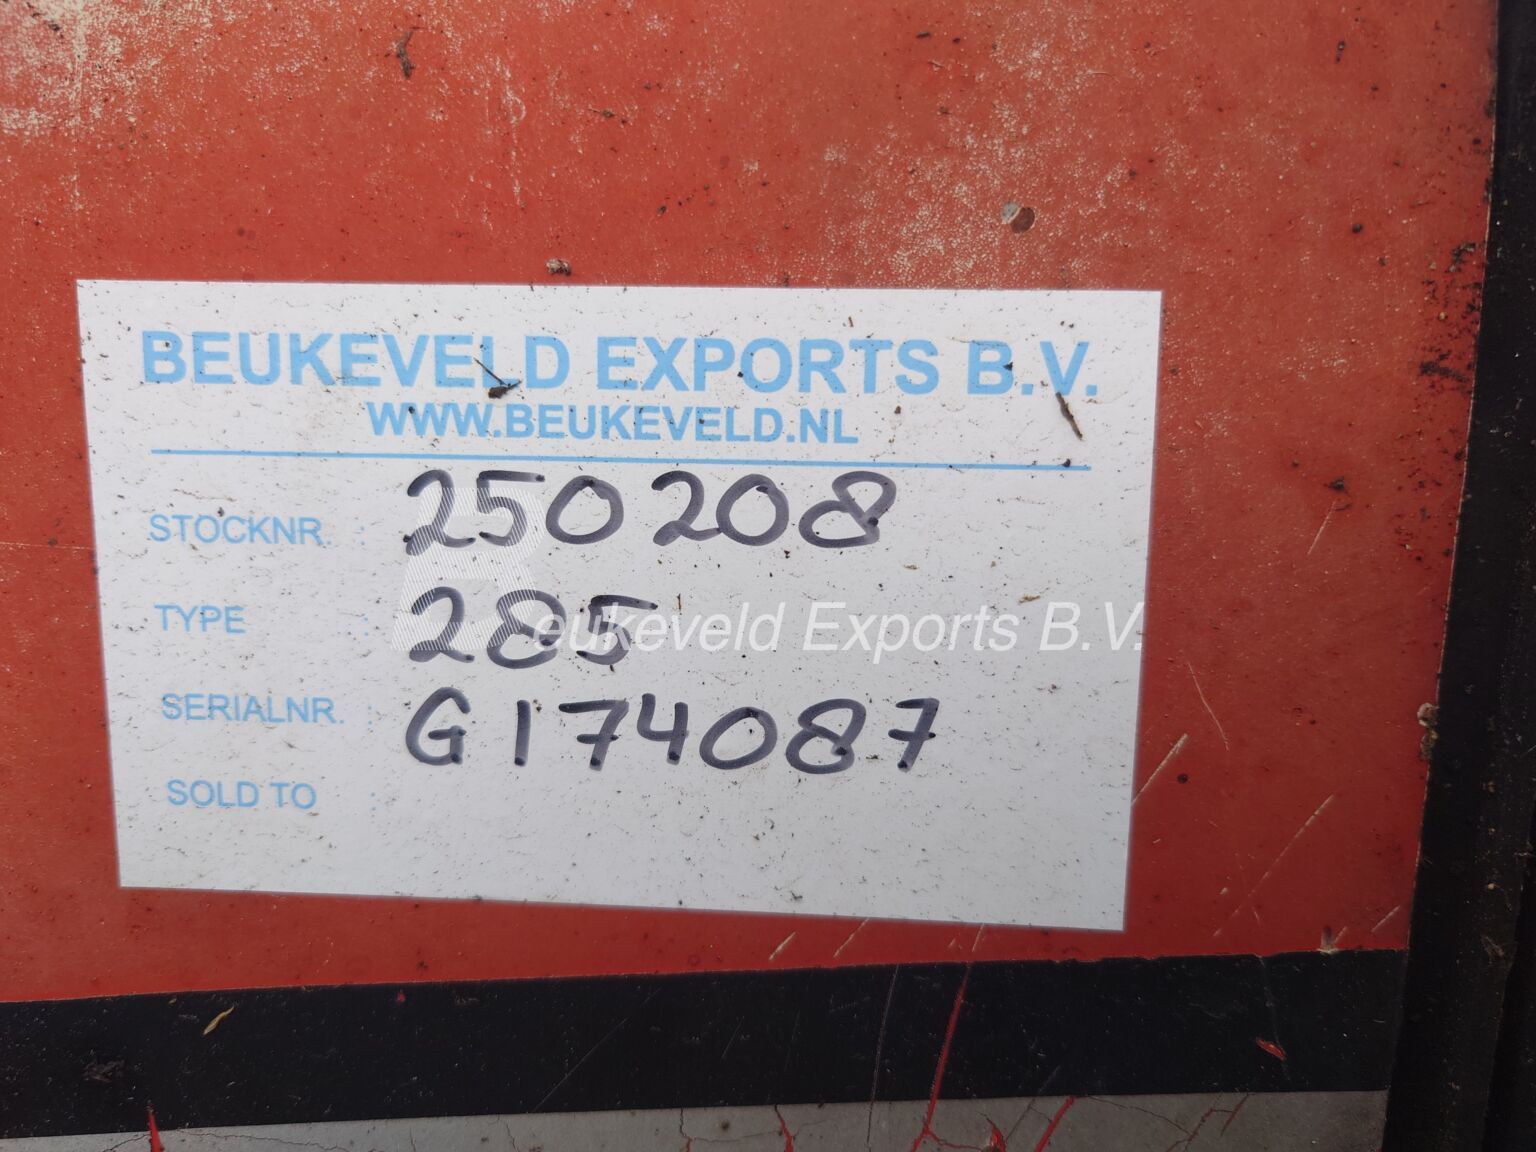 BEUKEVELD EXPORTS B.V.
WWW.BEUKEVELD.NL
STOCKNR. : 250208
TYPE : 285
Beukeveld Exports B.V.
SERIALNR. : G174087
SOLD TO :